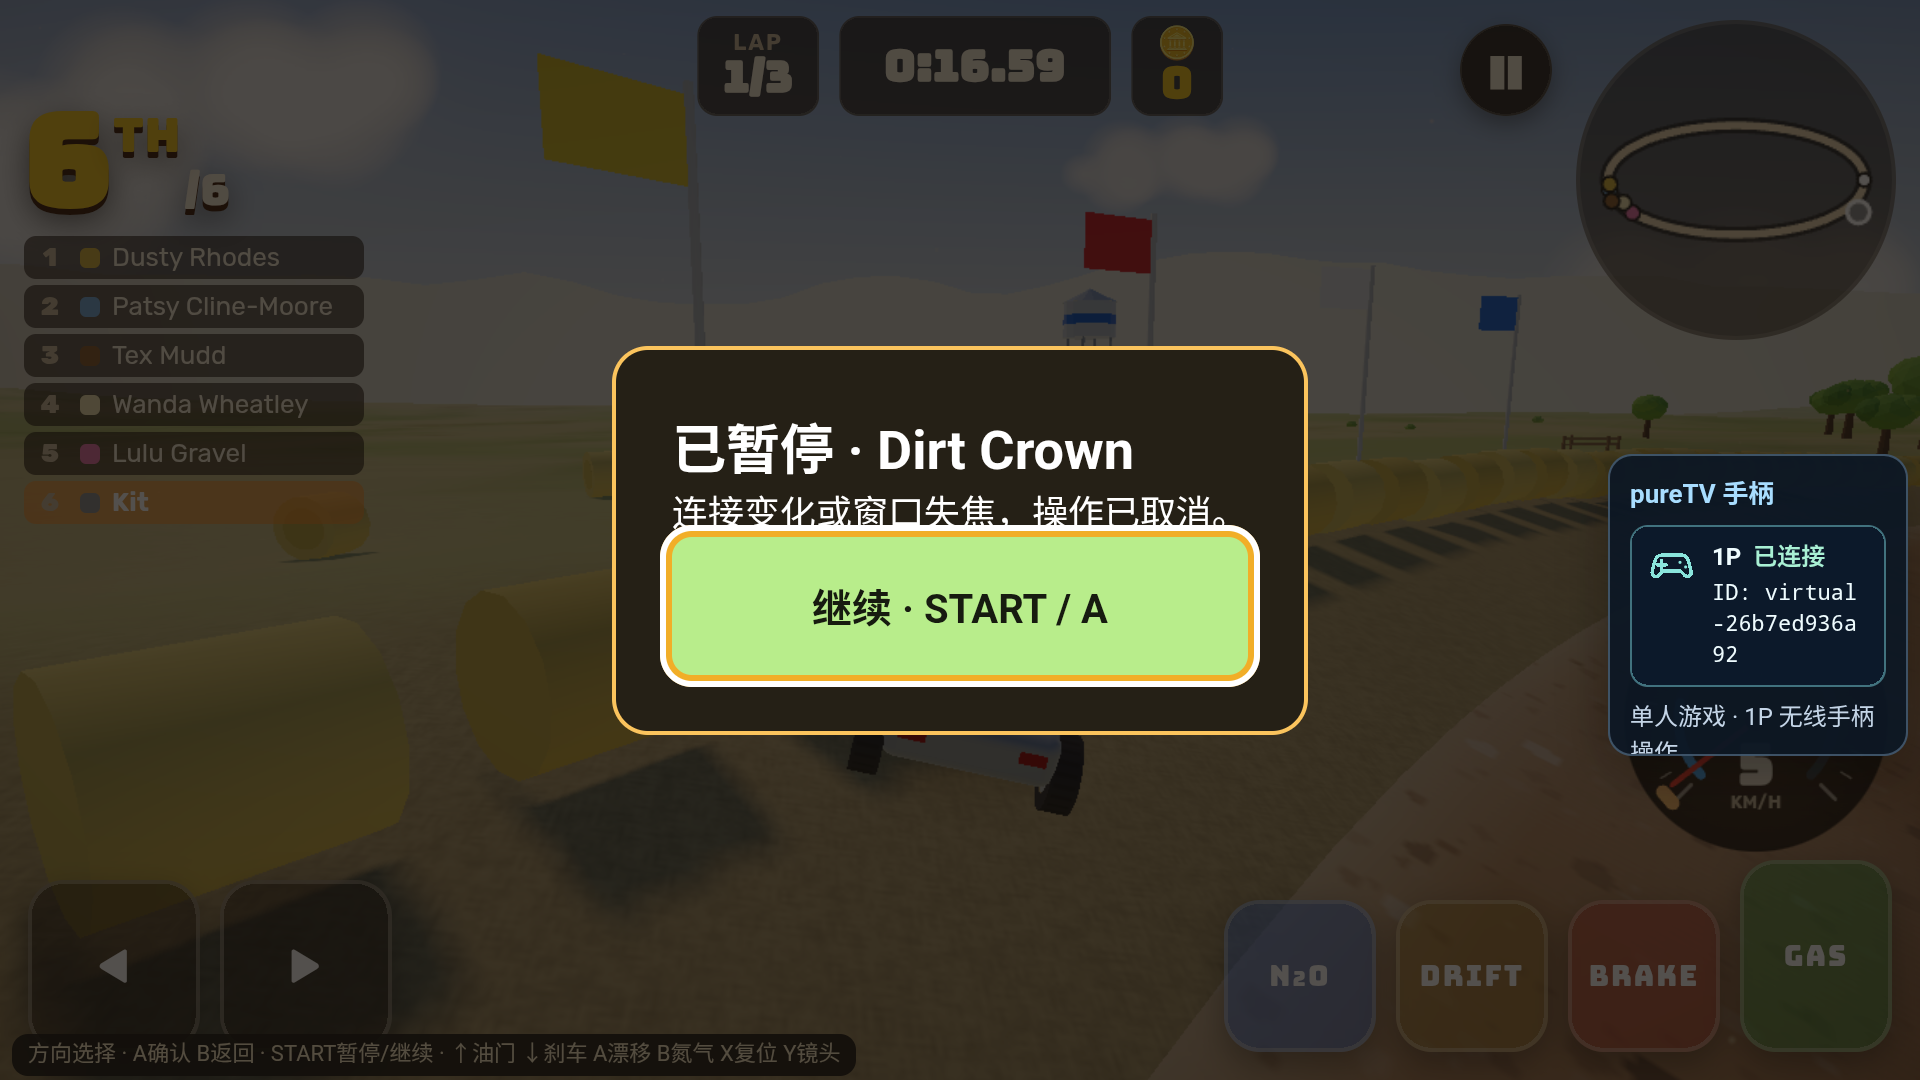 LAP
1/3
0:16.59
0
6TH
/6
1 Dusty Rhodes
2 Patsy Cline-Moore
3 Tex Mudd
4 Wanda Wheatley
5 Lulu Gravel
6 Kit
已暂停 · Dirt Crown
连接变化或窗口失焦，操作已取消。
继续 · START / A
pureTV 手柄
1P 已连接
ID: virtual
-26b7ed936a
92
单人游戏 · 1P 无线手柄
操作
5
KM/H
N2O
DRIFT
BRAKE
GAS
方向选择 · A确认 B返回 · START暂停/继续 · ↑油门 ↓刹车 A漂移 B氮气 X复位 Y镜头